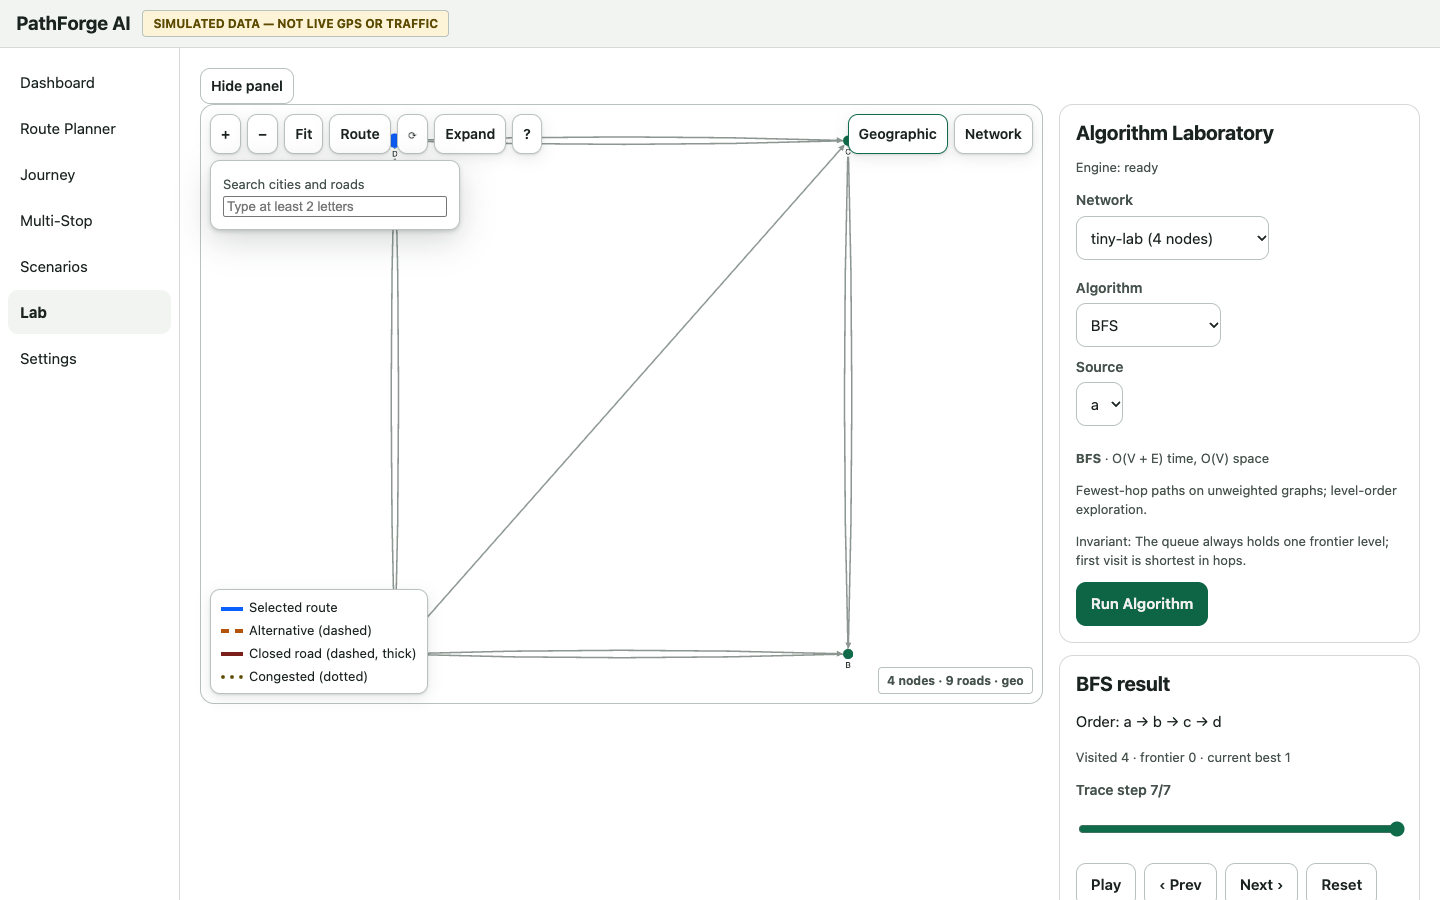 PathForge AI
SIMULATED DATA — NOT LIVE GPS OR TRAFFIC
Dashboard
Route Planner
Journey
Multi-Stop
Scenarios
Lab
Settings
Hide panel
+
−
Fit
Route
⟳
Expand
?
Geographic
Network
D
C
Search cities and roads
Type at least 2 letters
Selected route
Alternative (dashed)
Closed road (dashed, thick)
Congested (dotted)
B
4 nodes · 9 roads · geo
Algorithm Laboratory
Engine: ready
Network
tiny-lab (4 nodes)
Algorithm
BFS
Source
a
BFS · O(V + E) time, O(V) space
Fewest-hop paths on unweighted graphs; level-order
exploration.
Invariant: The queue always holds one frontier level;
first visit is shortest in hops.
Run Algorithm
BFS result
Order: a → b → c → d
Visited 4 · frontier 0 · current best 1
Trace step 7/7
Play
‹ Prev
Next ›
Reset